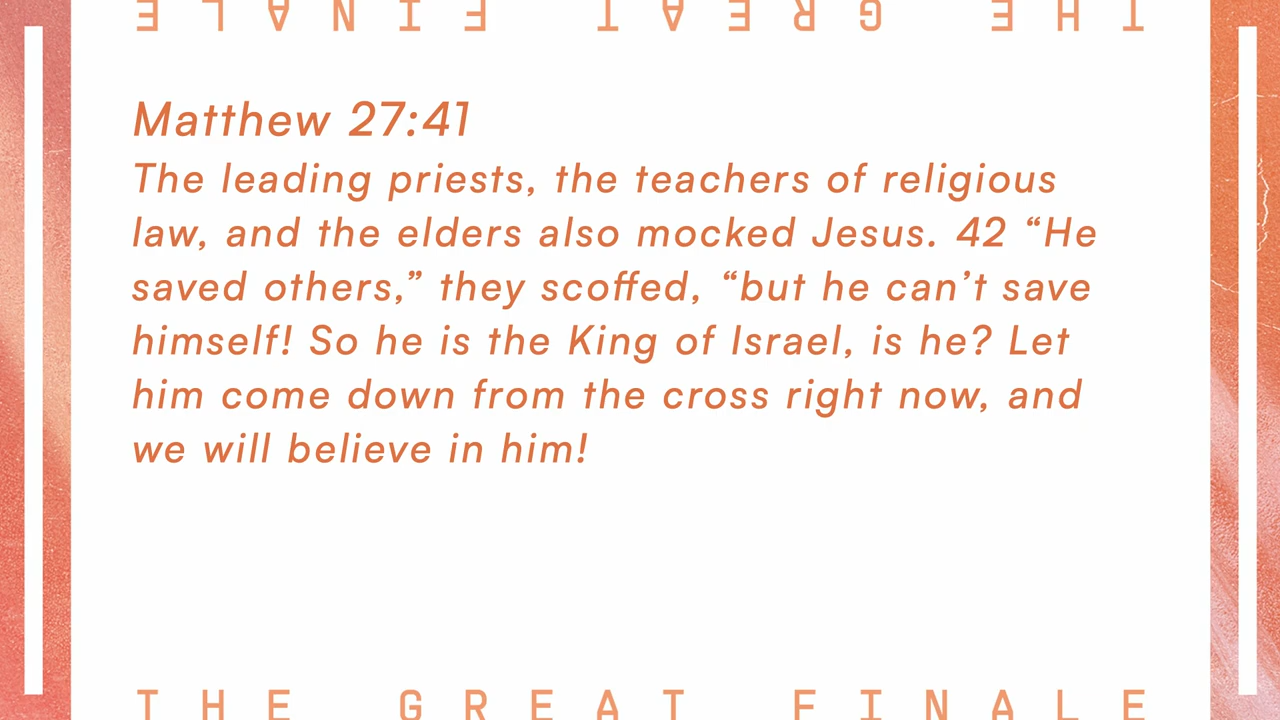 THE GREAT FINALE
Matthew 27:41
The leading priests, the teachers of religious
law, and the elders also mocked Jesus. 42 “He
saved others,” they scoffed, “but he can’t save
himself! So he is the King of Israel, is he? Let
him come down from the cross right now, and
we will believe in him!
THE GREAT FINALE